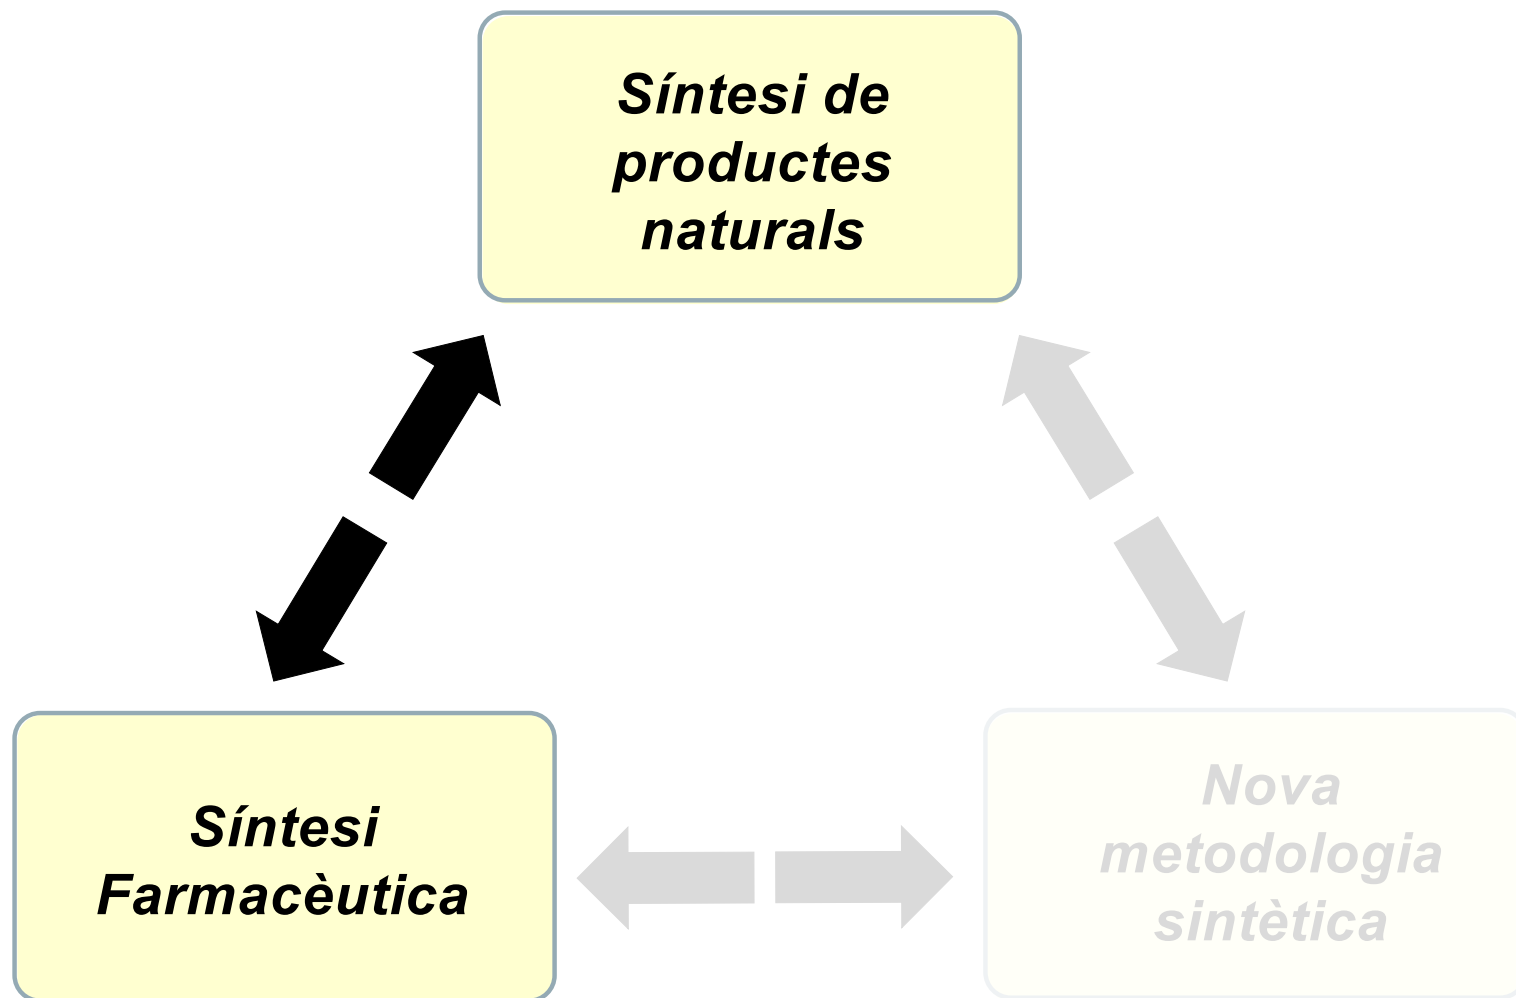 Síntesi de
productes
naturals
Síntesi
Farmacèutica
Nova
metodologia
sintètica